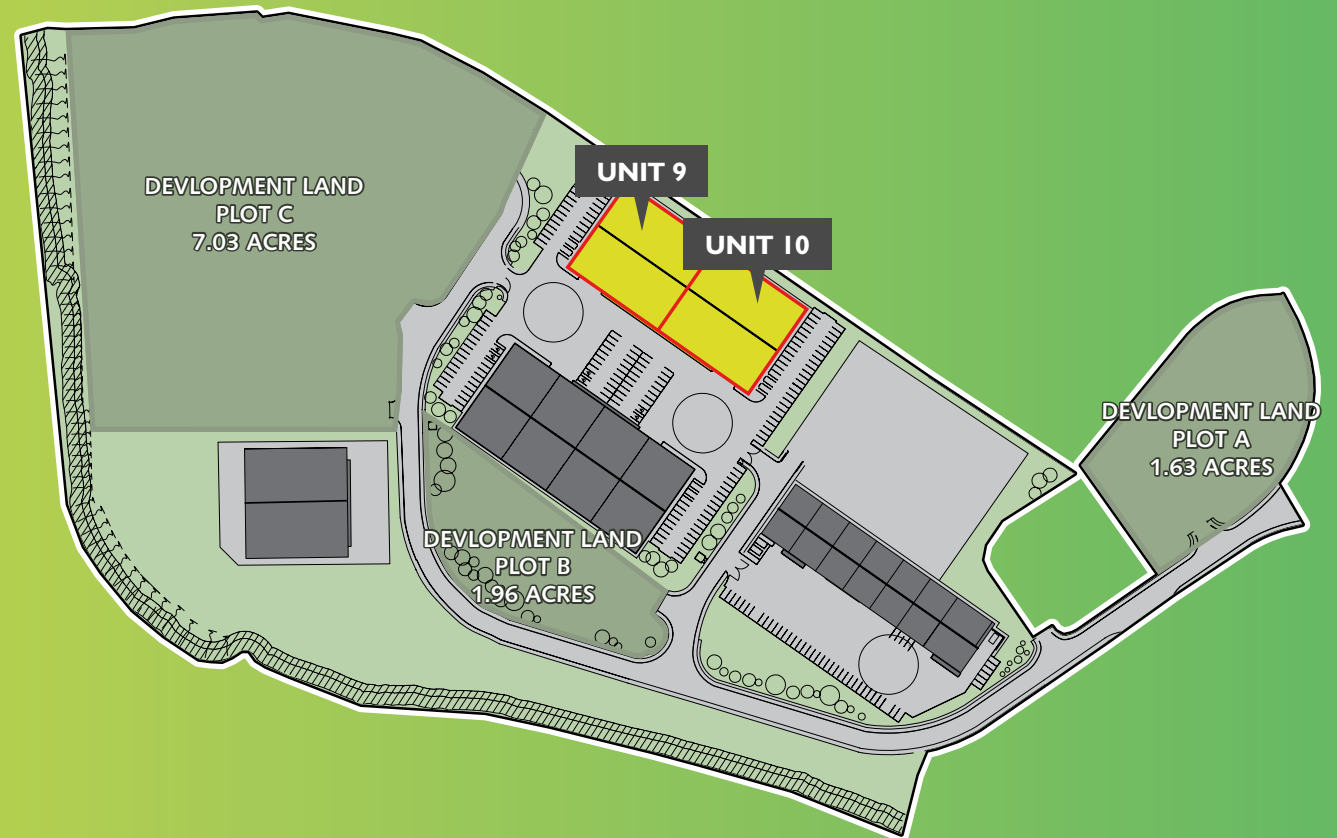 DEVLOPMENT LAND
PLOT C
7.03 ACRES
UNIT 9
UNIT 10
DEVLOPMENT LAND
PLOT A
1.63 ACRES
DEVLOPMENT LAND
PLOT B
1.96 ACRES